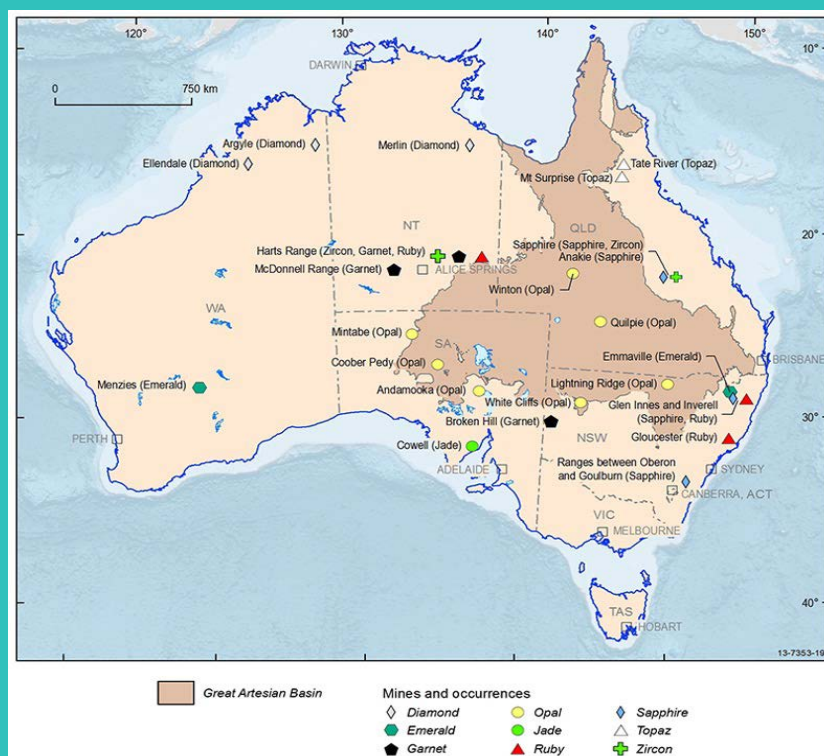 120°
130°
140°
150°
10°
DARWIN
0
750 km
Argyle (Diamond)
Merlin (Diamond)
Ellendale (Diamond)
Tate River (Topaz)
Mt Surprise (Topaz)
NT
QLD
20°
Harts Range (Zircon, Garnet, Ruby)
Sapphire (Sapphire, Zircon)
Anakie (Sapphire)
McDonnell Range (Garnet)
ALICE SPRINGS
Winton (Opal)
WA
Mintabe (Opal)
SA
Quilpie (Opal)
Coober Pedy (Opal)
Emmaville (Emerald)
BRISBANE
Menzies (Emerald)
Andamooka (Opal)
Lightning Ridge (Opal)
White Cliffs (Opal)
Glen Innes and Inverell
(Sapphire, Ruby)
30°
Broken Hill (Garnet)
NSW
Gloucester (Ruby)
PERTH
Cowell (Jade)
Ranges between Oberon
and Goulburn (Sapphire)
ADELAIDE
SYDNEY
CANBERRA, ACT
VIC
MELBOURNE
40°
TAS
HOBART
13-7353-19
Great Artesian Basin
Mines and occurrences
Diamond
Opal
Sapphire
Emerald
Jade
Topaz
Garnet
Ruby
Zircon